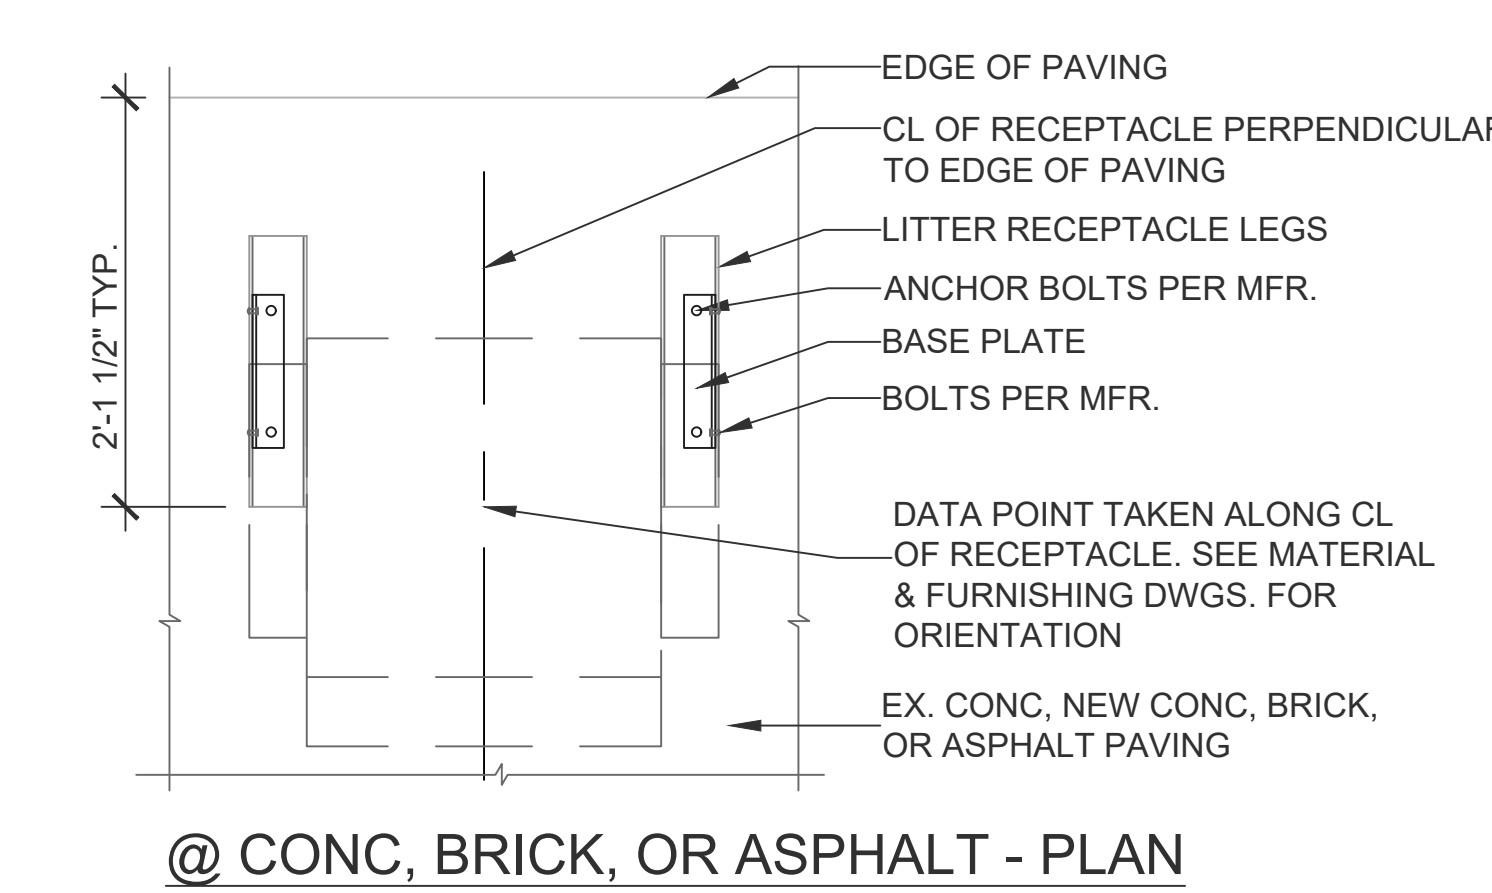 EDGE OF PAVING
CL OF RECEPTACLE PERPENDICULAR
TO EDGE OF PAVING
LITTER RECEPTACLE LEGS
ANCHOR BOLTS PER MFR.
BASE PLATE
BOLTS PER MFR.
2'-1 1/2" TYP.
DATA POINT TAKEN ALONG CL
OF RECEPTACLE. SEE MATERIAL
& FURNISHING DWGS. FOR
ORIENTATION
EX. CONC, NEW CONC, BRICK,
OR ASPHALT PAVING
@ CONC, BRICK, OR ASPHALT - PLAN